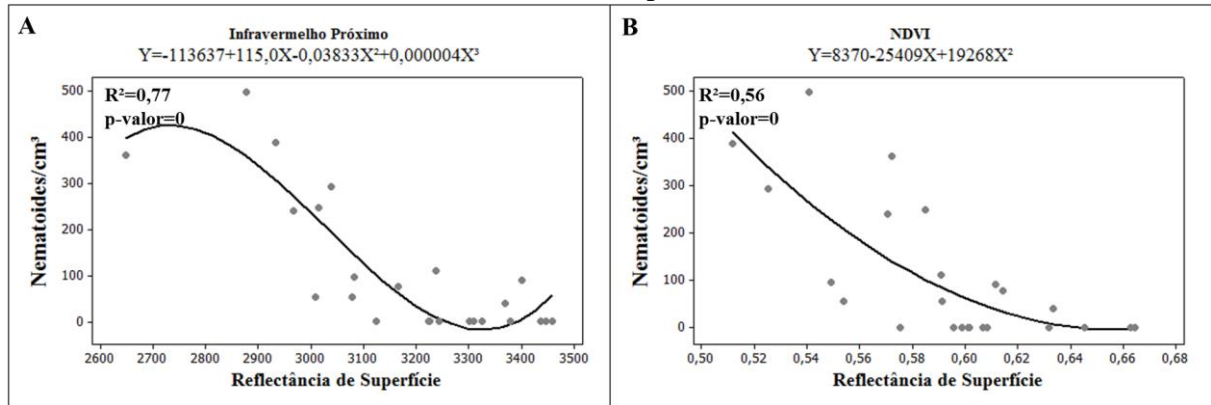 A
Infravermelho Próximo
Y=-113637+115,0X-0,03833X²+0,000004X³
R²=0,77
p-valor=0
Nematoides/cm³
500
400
300
200
100
0
2600 2700 2800 2900 3000 3100 3200 3300 3400 3500
Reflectância de Superfície
B
NDVI
Y=8370-25409X+19268X²
R²=0,56
p-valor=0
Nematoides/cm³
500
400
300
200
100
0
0,50 0,52 0,54 0,56 0,58 0,60 0,62 0,64 0,66 0,68
Reflectância de Superfície